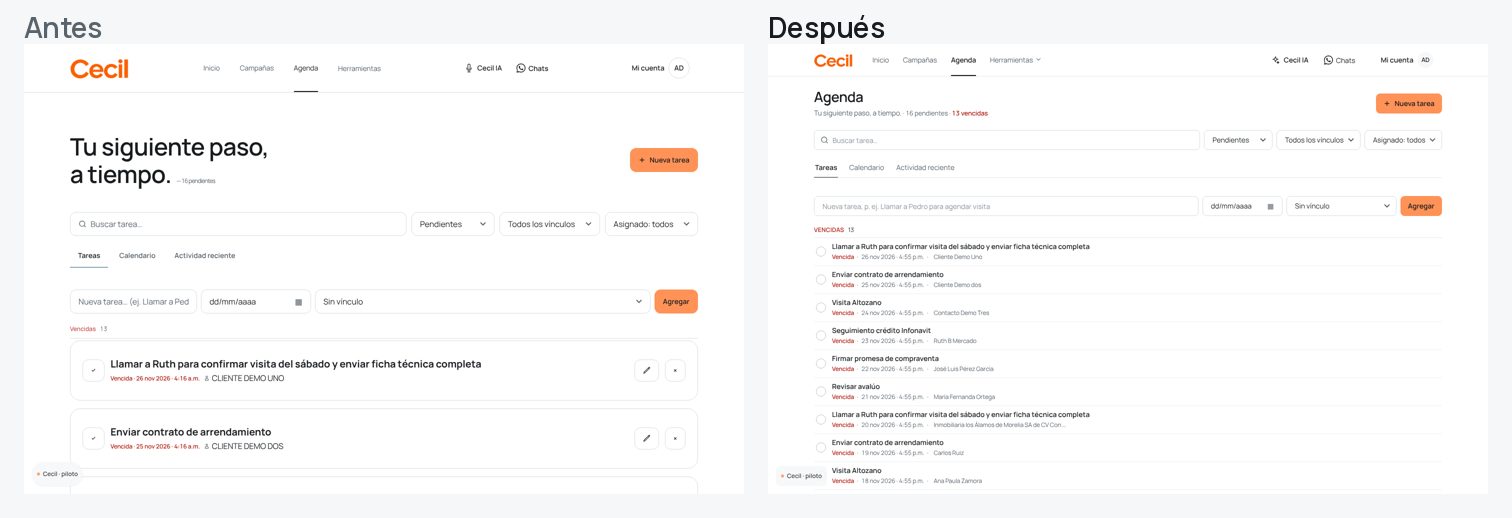 Antes
Cecil
Inicio Campañas Agenda Herramientas Cecil IA Chats Mi cuenta AD
Tu siguiente paso,
a tiempo. — 16 pendientes
+ Nueva tarea
Buscar tarea... Pendientes Todos los vínculos Asignado: todos
Tareas Calendario Actividad reciente
Nueva tarea... (ej. Llamar a Ped dd/mm/aaaa Sin vínculo Agregar
Vencidas 13
Llamar a Ruth para confirmar visita del sábado y enviar ficha técnica completa
Vencida · 26 nov 2026 · 4:16 a.m. CLIENTE DEMO UNO
Enviar contrato de arrendamiento
Vencida · 25 nov 2026 · 4:16 a.m. CLIENTE DEMO DOS
Cecil · piloto
Después
Cecil
Inicio Campañas Agenda Herramientas Cecil IA Chats Mi cuenta AD
Agenda
Tu siguiente paso, a tiempo. · 16 pendientes · 13 vencidas
+ Nueva tarea
Buscar tarea... Pendientes Todos los vínculos Asignado: todos
Tareas Calendario Actividad reciente
Nueva tarea, p. ej. Llamar a Pedro para agendar visita dd/mm/aaaa Sin vínculo Agregar
VENCIDAS 13
Llamar a Ruth para confirmar visita del sábado y enviar ficha técnica completa
Vencida · 26 nov 2026 · 4:55 p.m. · Cliente Demo Uno
Enviar contrato de arrendamiento
Vencida · 25 nov 2026 · 4:55 p.m. · Cliente Demo dos
Visita Altozano
Vencida · 24 nov 2026 · 4:55 p.m. · Contacto Demo Tres
Seguimiento crédito Infonavit
Vencida · 23 nov 2026 · 4:55 p.m. · Ruth B Mercado
Firmar promesa de compraventa
Vencida · 22 nov 2026 · 4:55 p.m. · José Luis Pérez García
Revisar avalúo
Vencida · 21 nov 2026 · 4:55 p.m. · Maria Fernanda Ortega
Llamar a Ruth para confirmar visita del sábado y enviar ficha técnica completa
Vencida · 20 nov 2026 · 4:55 p.m. · Inmobiliaria los Álamos de Morelia SA de CV Con...
Enviar contrato de arrendamiento
Vencida · 19 nov 2026 · 4:55 p.m. · Carlos Ruiz
Visita Altozano
Vencida · 18 nov 2026 · 4:55 p.m. · Ana Paula Zamora
Cecil · piloto